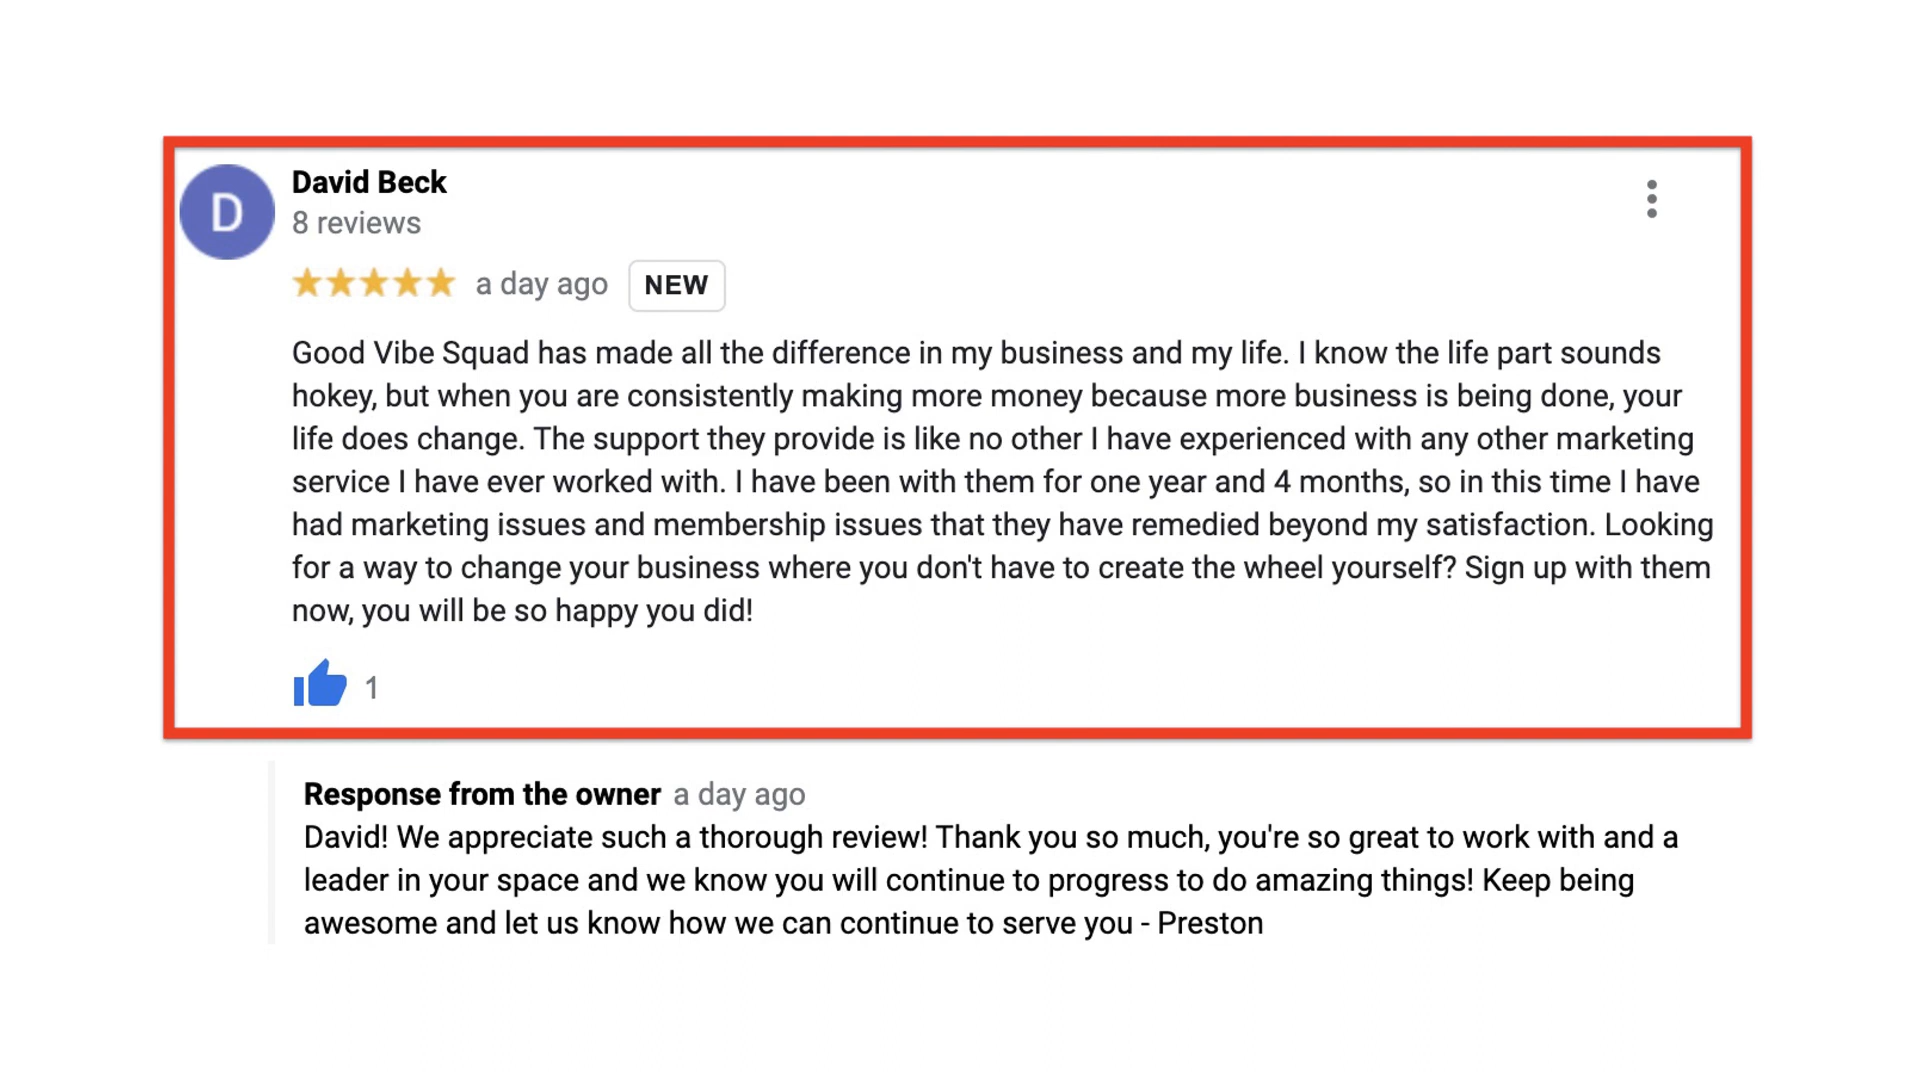 D
David Beck
8 reviews
a day ago NEW
Good Vibe Squad has made all the difference in my business and my life. I know the life part sounds
hokey, but when you are consistently making more money because more business is being done, your
life does change. The support they provide is like no other I have experienced with any other marketing
service I have ever worked with. I have been with them for one year and 4 months, so in this time I have
had marketing issues and membership issues that they have remedied beyond my satisfaction. Looking
for a way to change your business where you don't have to create the wheel yourself? Sign up with them
now, you will be so happy you did!
1
Response from the owner a day ago
David! We appreciate such a thorough review! Thank you so much, you're so great to work with and a
leader in your space and we know you will continue to progress to do amazing things! Keep being
awesome and let us know how we can continue to serve you - Preston